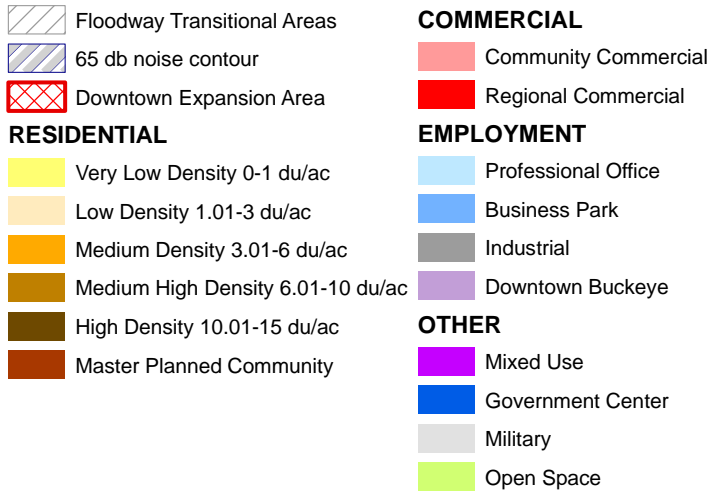 Floodway Transitional Areas
65 db noise contour
Downtown Expansion Area
RESIDENTIAL
Very Low Density 0-1 du/ac
Low Density 1.01-3 du/ac
Medium Density 3.01-6 du/ac
Medium High Density 6.01-10 du/ac
High Density 10.01-15 du/ac
Master Planned Community
COMMERCIAL
Community Commercial
Regional Commercial
EMPLOYMENT
Professional Office
Business Park
Industrial
Downtown Buckeye
OTHER
Mixed Use
Government Center
Military
Open Space